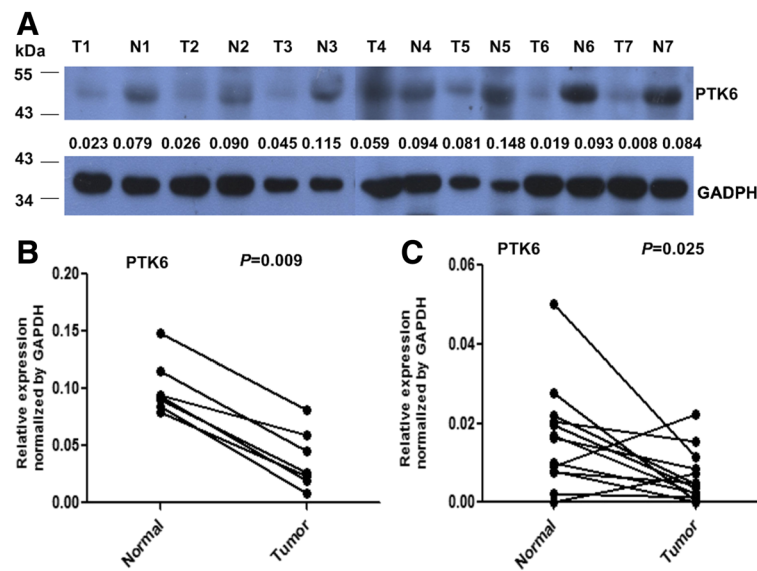 A
kDa T1 N1 T2 N2 T3 N3 T4 N4 T5 N5 T6 N6 T7 N7
55
PTK6
43
0.023 0.079 0.026 0.090 0.045 0.115 0.059 0.094 0.081 0.148 0.019 0.093 0.008 0.084
43
GADPH
34
B
PTK6 P=0.009
Relative expression
normalized by GAPDH
0.20
0.15
0.10
0.05
0.00
Normal Tumor
C
PTK6 P=0.025
Relative expression
normalized by GAPDH
0.06
0.04
0.02
0.00
Normal Tumor